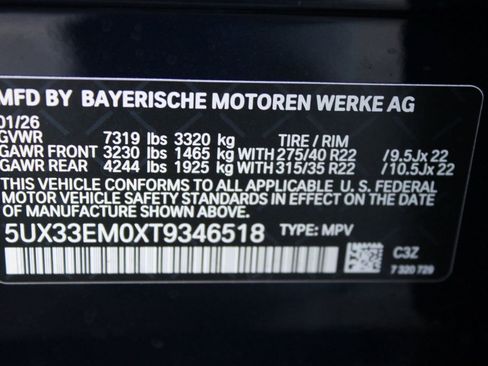 MFD BY BAYERISCHE MOTOREN WERKE AG
01/26
GVWR 7319 lbs 3320 kg TIRE / RIM
GAWR FRONT 3230 lbs 1465 kg WITH 275/40 R22 /9.5Jx 22
GAWR REAR 4244 lbs 1925 kg WITH 315/35 R22 /10.5Jx 22
THIS VEHICLE CONFORMS TO ALL APPLICABLE U. S. FEDERAL
MOTOR VEHICLE SAFETY STANDARDS IN EFFECT ON THE
DATE OF MANUFACTURE SHOWN ABOVE.
5UX33EM0XT9346518 TYPE: MPV
C3Z
7 320 729